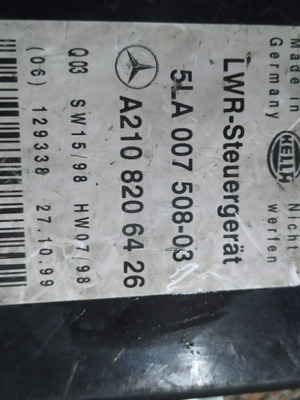 Made in
Germany
HELLA
Nicht
werfen
LWR-Steuergerät
5LA 007 508-03
A210 820 64 26
Q03 SW15/98 HW07/98
(06) 129338 27.10.99